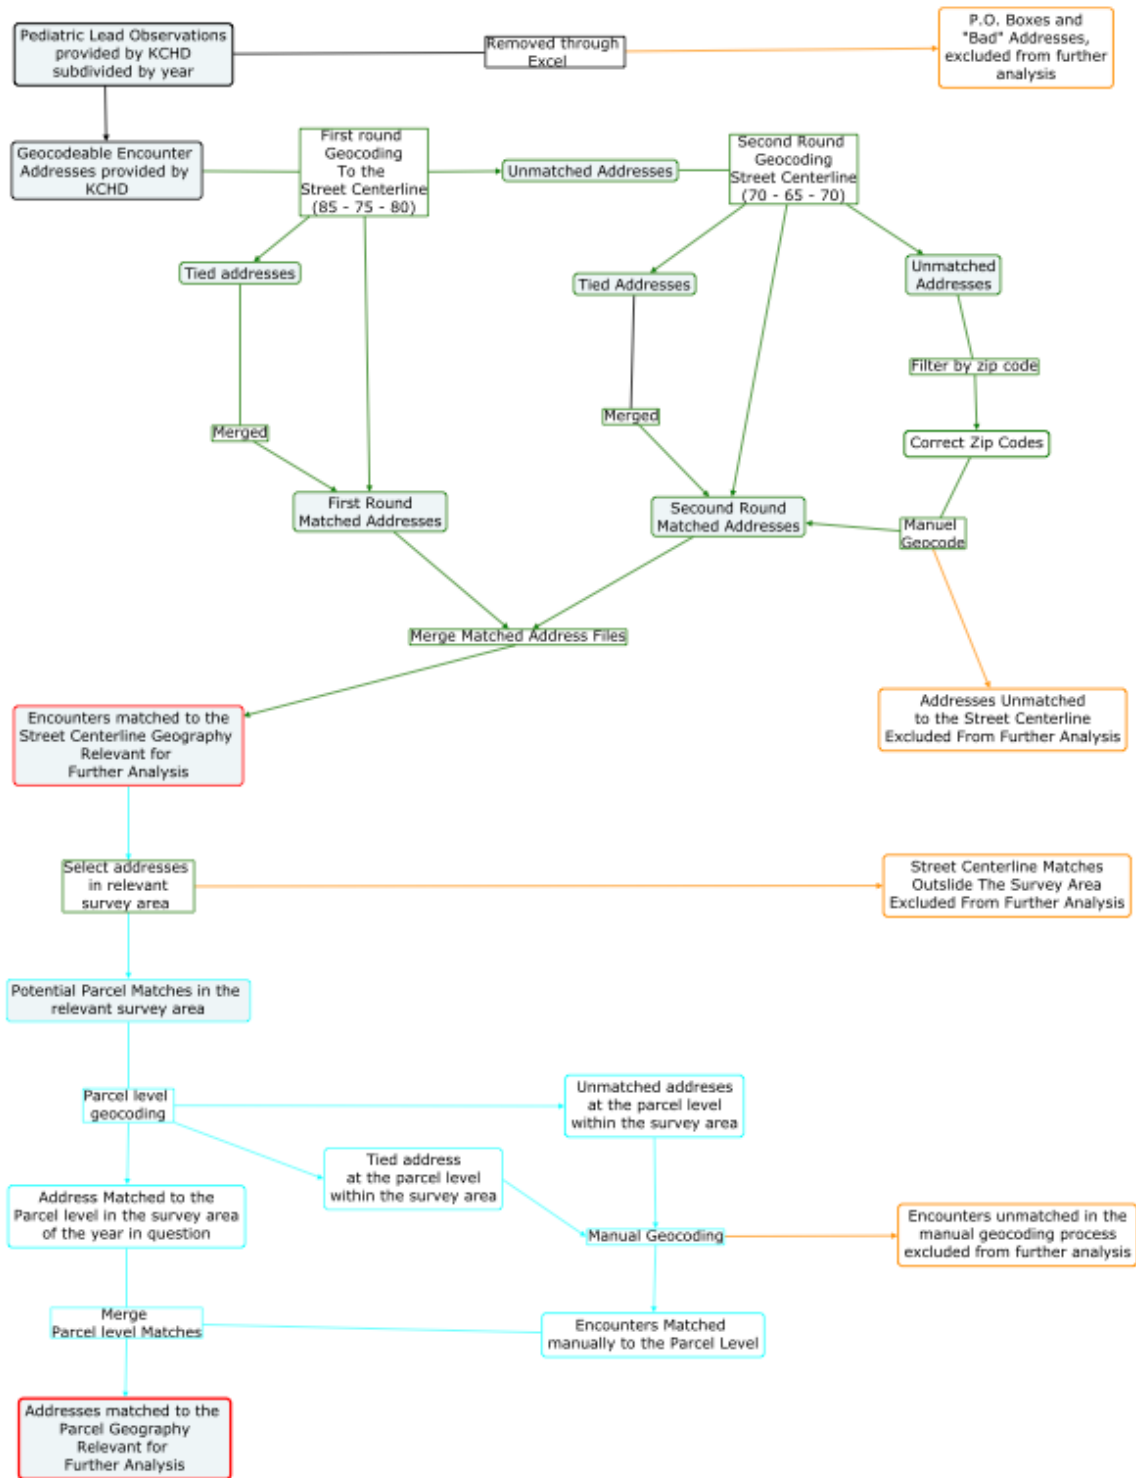 Pediatric Lead Observations
provided by KCHD
subdivided by year
Removed through
Excel
P.O. Boxes and
"Bad" Addresses,
excluded from further
analysis
Geocodeable Encounter
Addresses provided by
KCHD
First round
Geocoding
To the
Street Centerline
(85 - 75 - 80)
Unmatched Addresses
Second Round
Geocoding
Street Centerline
(70 - 65 - 70)
Tied addresses
Tied Addresses
Unmatched
Addresses
Filter by zip code
Merged
Merged
Correct Zip Codes
First Round
Matched Addresses
Secound Round
Matched Addresses
Manuel
Geocode
Merge Matched Address Files
Encounters matched to the
Street Centerline Geography
Relevant for
Further Analysis
Addresses Unmatched
to the Street Centerline
Excluded From Further Analysis
Select addresses
in relevant
survey area
Street Centerline Matches
Outslide The Survey Area
Excluded From Further Analysis
Potential Parcel Matches in the
relevant survey area
Parcel level
geocoding
Unmatched addreses
at the parcel level
within the survey area
Tied address
at the parcel level
within the survey area
Address Matched to the
Parcel level in the survey area
of the year in question
Manual Geocoding
Encounters unmatched in the
manual geocoding process
excluded from further analysis
Merge
Parcel level Matches
Encounters Matched
manually to the Parcel Level
Addresses matched to the
Parcel Geography
Relevant for
Further Analysis